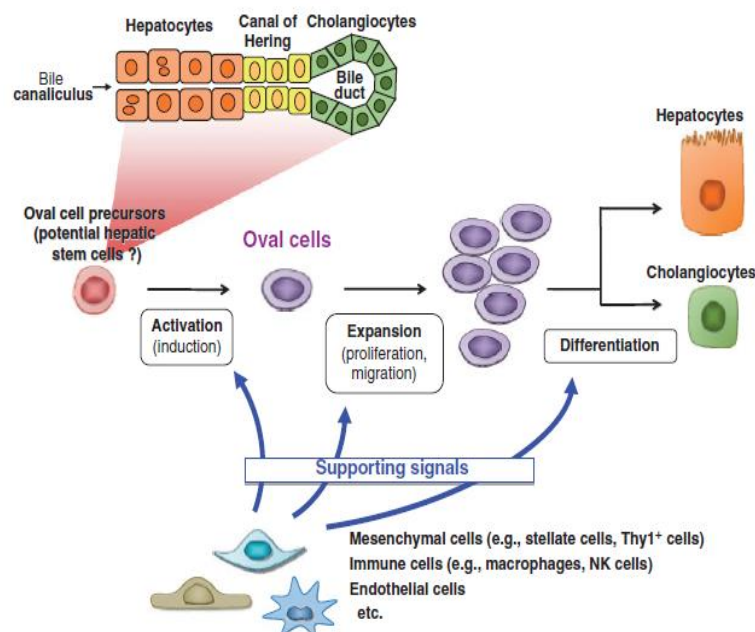 Hepatocytes
Canal of
Hering
Cholangiocytes
Bile
canaliculus
Bile
duct
Hepatocytes
Oval cell precursors
(potential hepatic
stem cells ?)
Oval cells
Cholangiocytes
Activation
(induction)
Expansion
(proliferation,
migration)
Differentiation
Supporting signals
Mesenchymal cells (e.g., stellate cells, Thy1⁺ cells)
Immune cells (e.g., macrophages, NK cells)
Endothelial cells
etc.